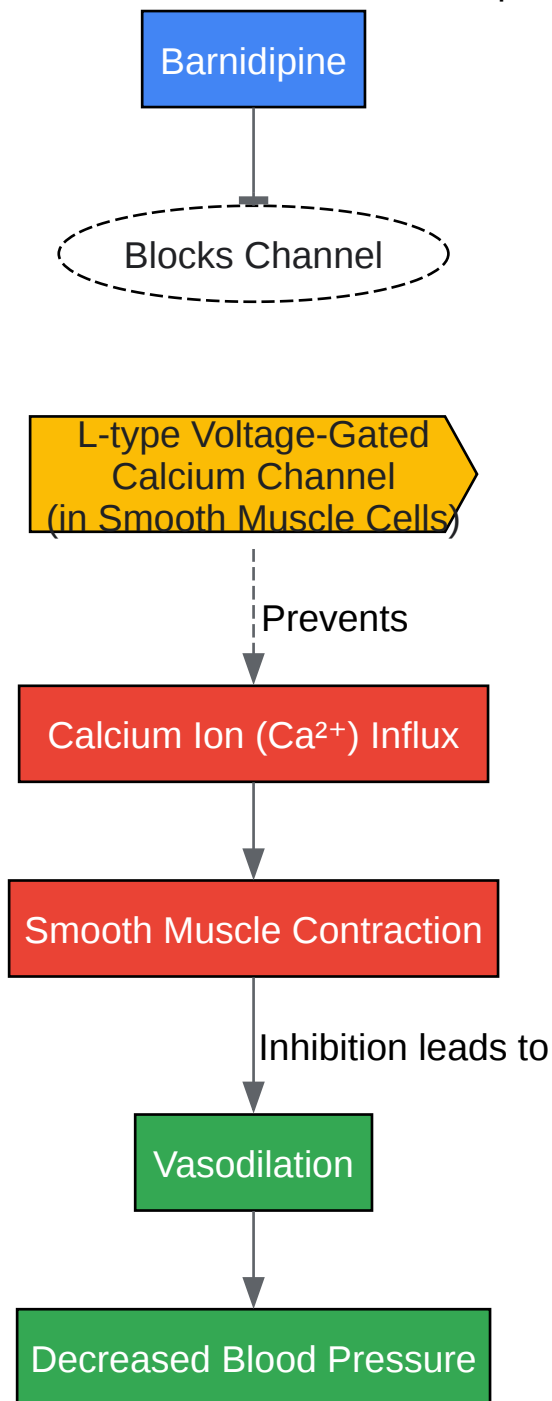 Barnidipine
Blocks Channel
L-type Voltage-Gated
Calcium Channel
(in Smooth Muscle Cells)
Prevents
Calcium Ion (Ca²⁺) Influx
Smooth Muscle Contraction
Inhibition leads to
Vasodilation
Decreased Blood Pressure